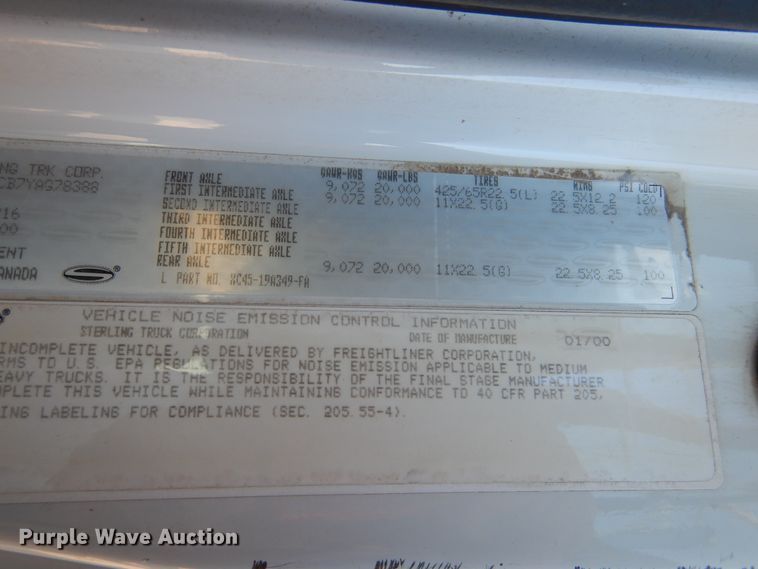 NG TRK CORP.
CB7YAG78388
16
00
ENT
ANADA
GAWR-KGS GAWR-LBS TIRES RIMS PSI COLD
FRONT AXLE 9,072 20,000 425/65R22.5(L) 22.5X12.2 120
FIRST INTERMEDIATE AXLE 9,072 20,000 11X22.5(G) 22.5X8.25 100
SECOND INTERMEDIATE AXLE
THIRD INTERMEDIATE AXLE
FOURTH INTERMEDIATE AXLE
FIFTH INTERMEDIATE AXLE
REAR AXLE 9,072 20,000 11X22.5(G) 22.5X8.25 100
L PART NO. XC45-19A349-FA
VEHICLE NOISE EMISSION CONTROL INFORMATION
STERLING TRUCK CORPORATION DATE OF MANUFACTURE 01/00
INCOMPLETE VEHICLE, AS DELIVERED BY FREIGHTLINER CORPORATION,
RMS TO U.S. EPA REGULATIONS FOR NOISE EMISSION APPLICABLE TO MEDIUM
EAVY TRUCKS. IT IS THE RESPONSIBILITY OF THE FINAL STAGE MANUFACTURER
PLETE THIS VEHICLE WHILE MAINTAINING CONFORMANCE TO 40 CFR PART 205,
ING LABELING FOR COMPLIANCE (SEC. 205.55-4).
Purple Wave Auction